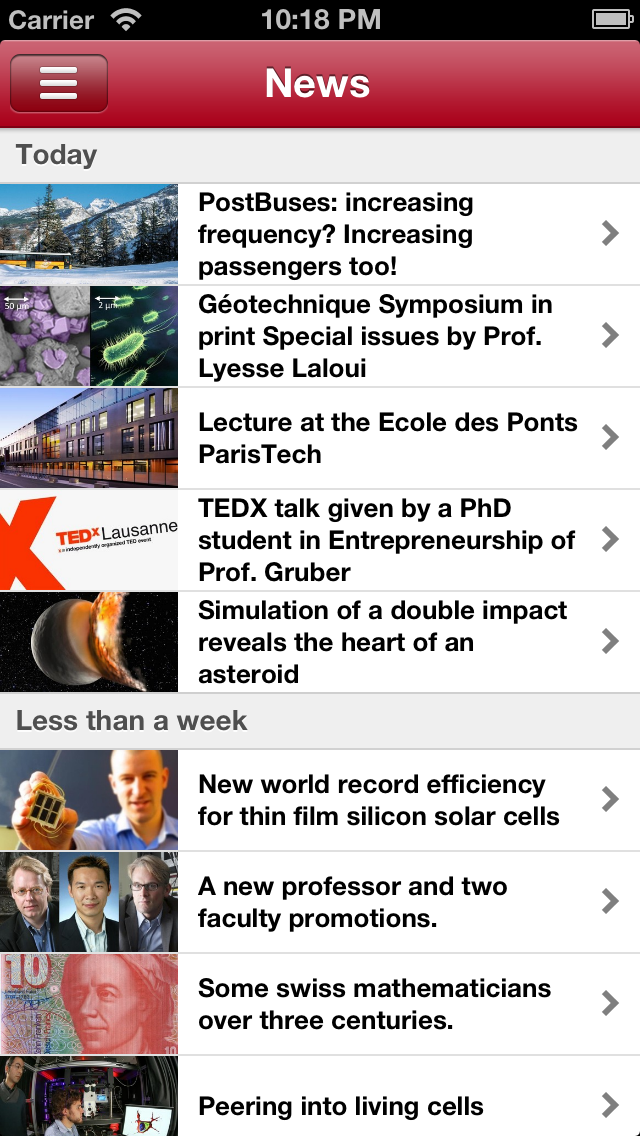 Carrier
10:18 PM
News
Today
PostBuses: increasing
frequency? Increasing
passengers too!
50 µm
2 µm
Géotechnique Symposium in
print Special issues by Prof.
Lyesse Laloui
Lecture at the Ecole des Ponts
ParisTech
X
TEDx Lausanne
x = independently organized TED event
TEDX talk given by a PhD
student in Entrepreneurship of
Prof. Gruber
Simulation of a double impact
reveals the heart of an
asteroid
Less than a week
New world record efficiency
for thin film silicon solar cells
A new professor and two
faculty promotions.
10
10
Some swiss mathematicians
over three centuries.
Peering into living cells